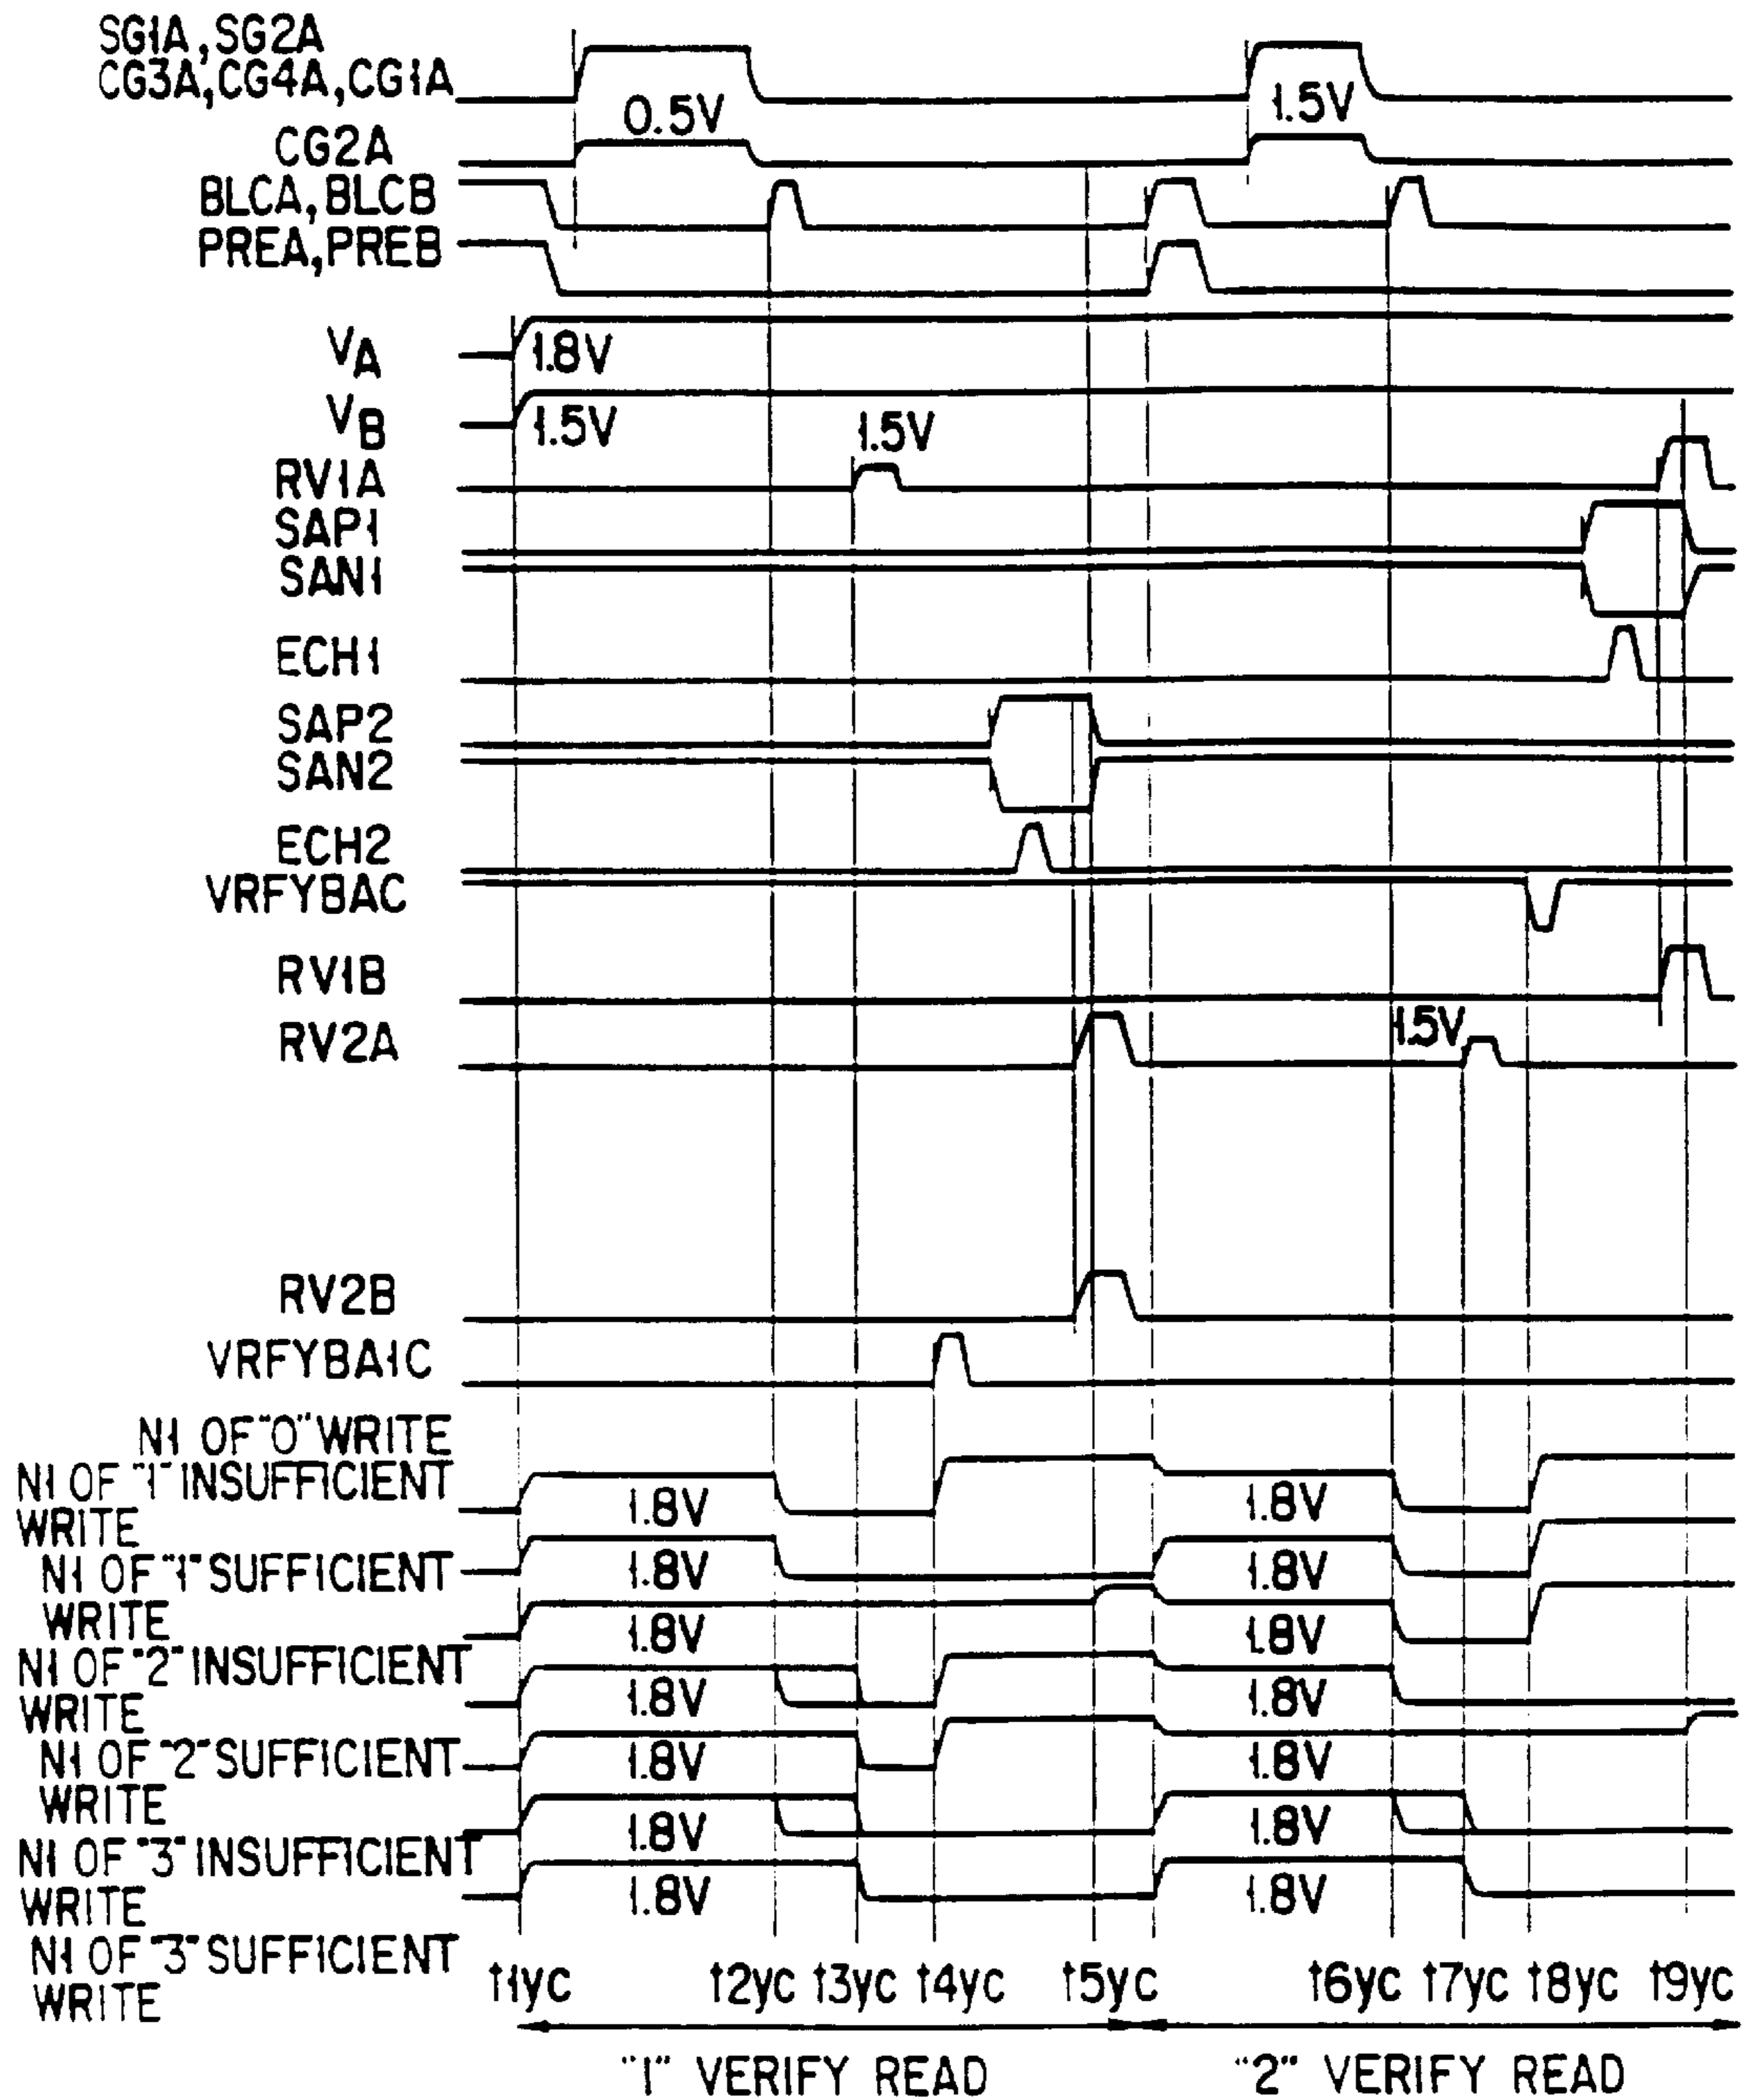 SG1A, SG2A
CG3A, CG4A, CG1A
0.5V 1.5V
CG2A
BLCA, BLCB
PREA, PREB
VA 1.8V
VB 1.5V 1.5V
RV1A
SAP1
SAN1
ECH1
SAP2
SAN2
ECH2
VRFYBAC
RV1B
RV2A 1.5V
RV2B
VRFYBA1C
N1 OF "0" WRITE
N1 OF "1" INSUFFICIENT
1.8V 1.8V
WRITE
N1 OF "1" SUFFICIENT
1.8V 1.8V
WRITE
1.8V 1.8V
N1 OF "2" INSUFFICIENT
WRITE
1.8V 1.8V
N1 OF "2" SUFFICIENT
1.8V 1.8V
WRITE
1.8V 1.8V
N1 OF "3" INSUFFICIENT
WRITE
1.8V 1.8V
N1 OF "3" SUFFICIENT
WRITE
t1yc t2yc t3yc t4yc t5yc t6yc t7yc t8yc t9yc
"1" VERIFY READ "2" VERIFY READ